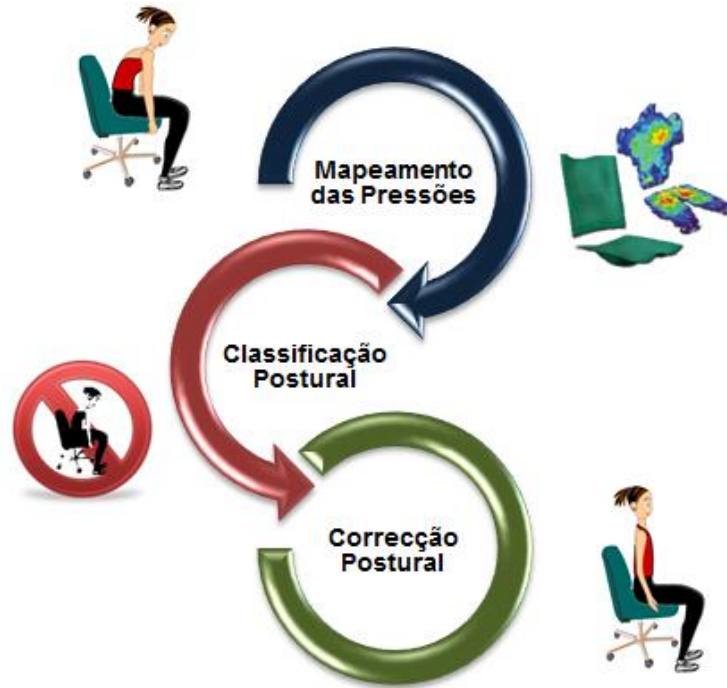 Mapeamento
das Pressões
Classificação
Postural
Correcção
Postural